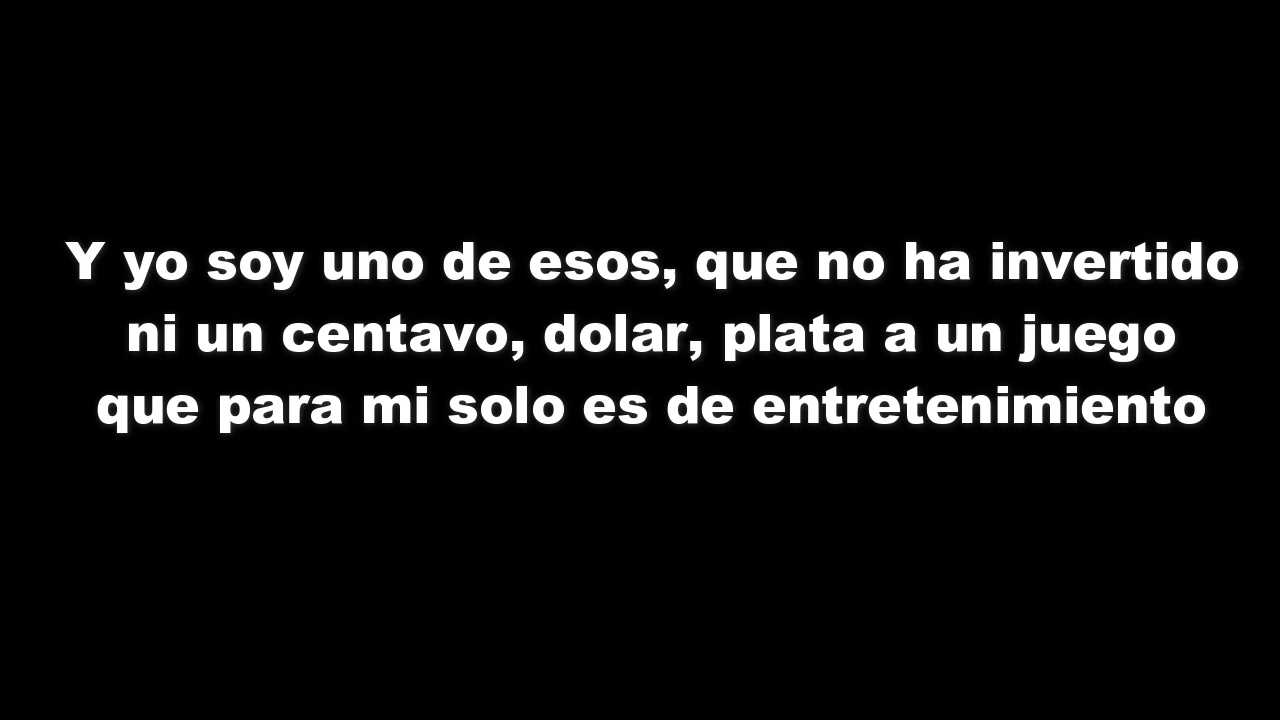 Y yo soy uno de esos, que no ha invertido
ni un centavo, dolar, plata a un juego
que para mi solo es de entretenimiento